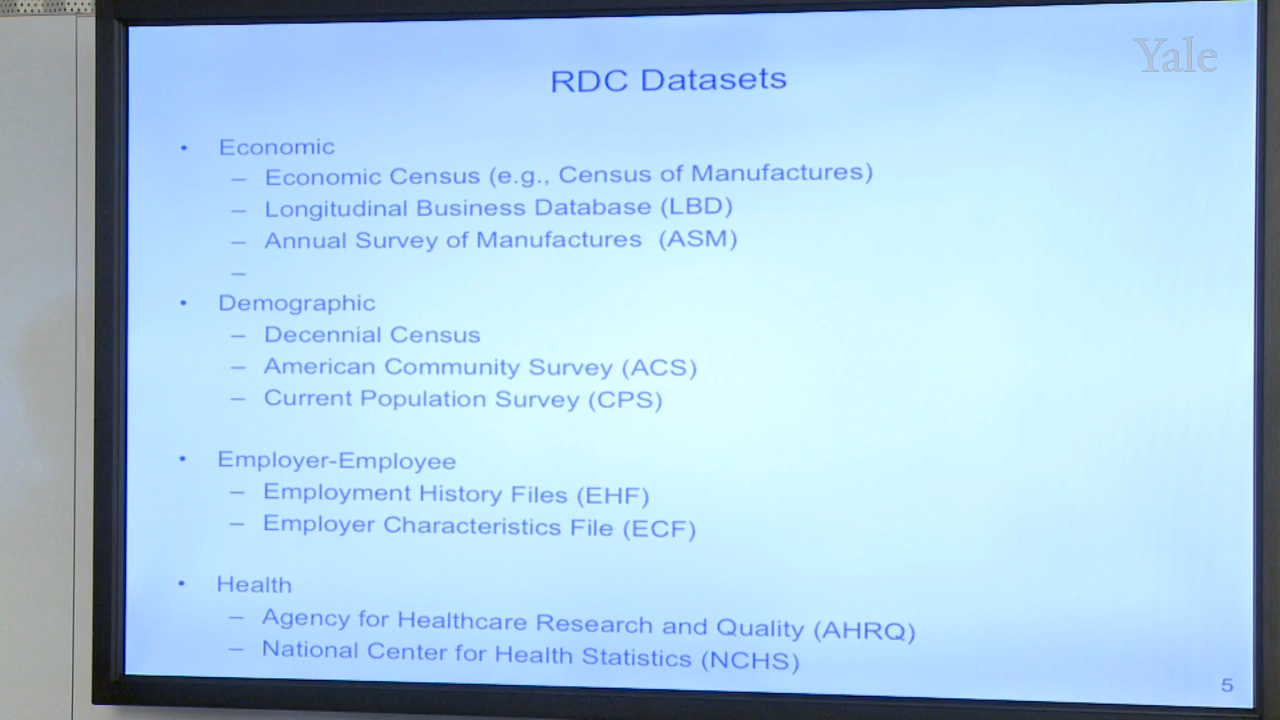 Yale
RDC Datasets
• Economic
– Economic Census (e.g., Census of Manufactures)
– Longitudinal Business Database (LBD)
– Annual Survey of Manufactures (ASM)
–
• Demographic
– Decennial Census
– American Community Survey (ACS)
– Current Population Survey (CPS)
• Employer-Employee
– Employment History Files (EHF)
– Employer Characteristics File (ECF)
• Health
– Agency for Healthcare Research and Quality (AHRQ)
– National Center for Health Statistics (NCHS)
5